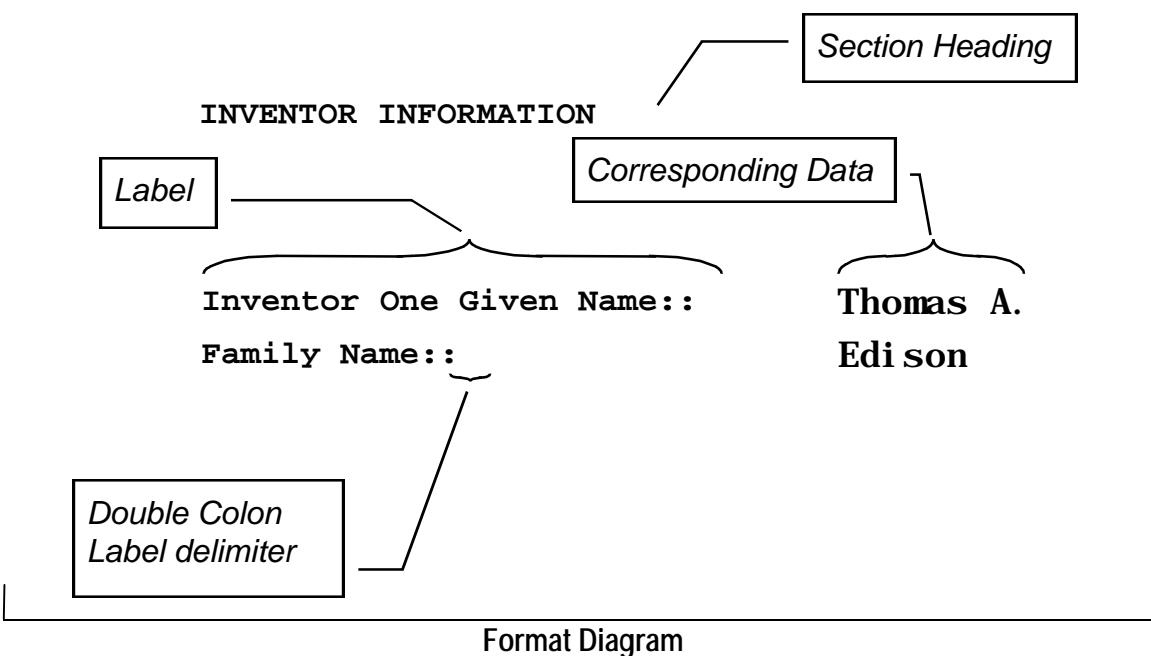 Section Heading
INVENTOR INFORMATION
Corresponding Data
Label
Inventor One Given Name:: Thomas A.
Family Name:: Edison
Double Colon
Label delimiter
Format Diagram